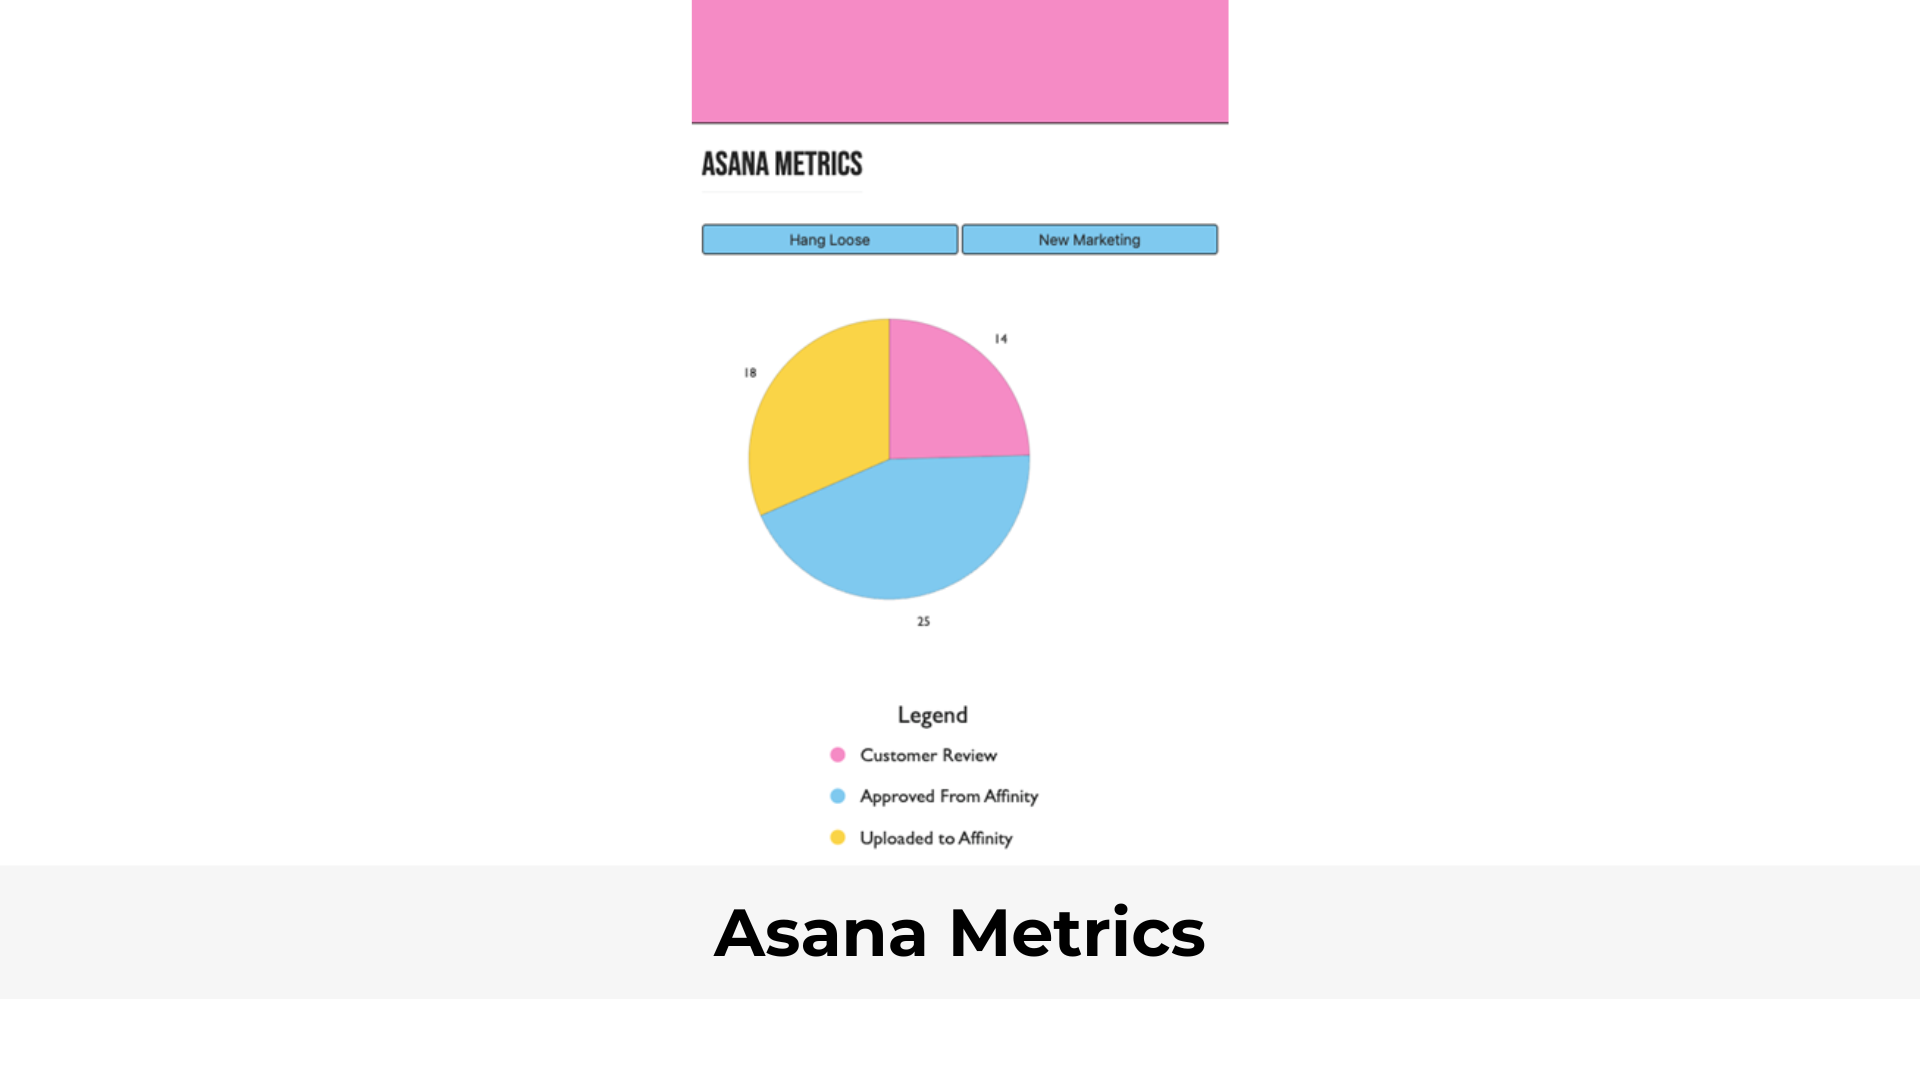 ASANA METRICS
Hang Loose
New Marketing
14
18
25
Legend
Customer Review
Approved From Affinity
Uploaded to Affinity
Asana Metrics